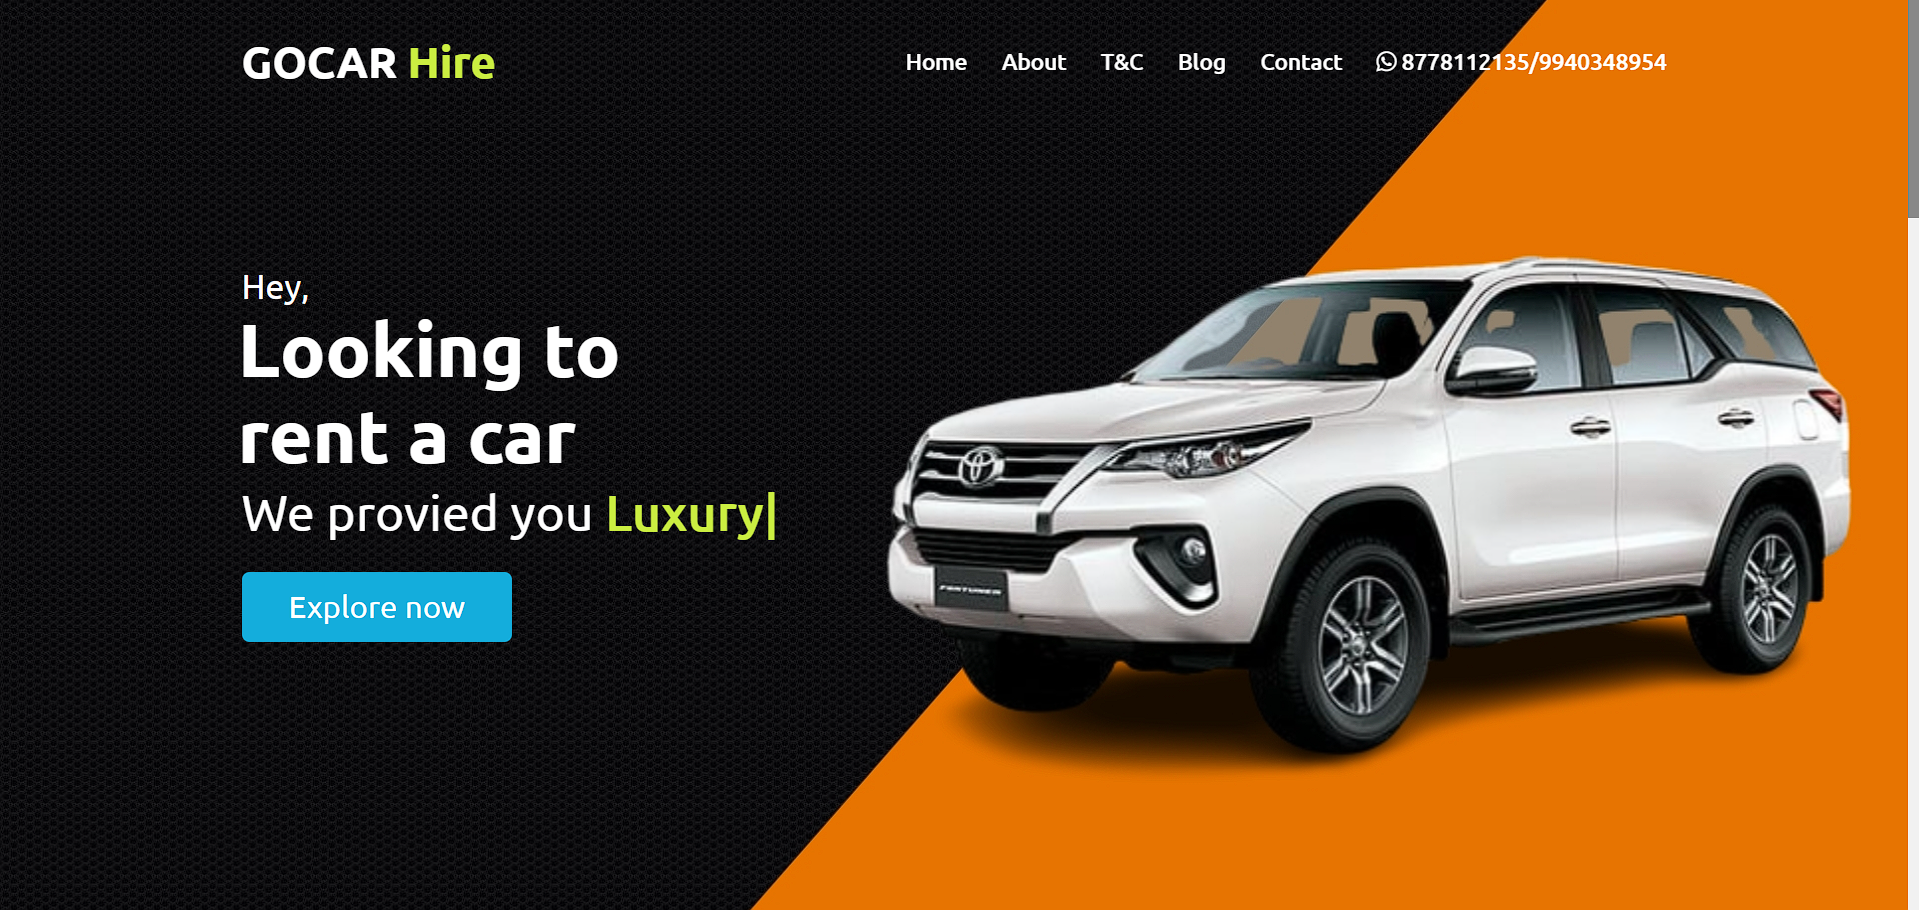 GOCAR Hire
Home About T&C Blog Contact 8778112135/9940348954
Hey,
Looking to
rent a car
We provied you Luxury|
Explore now
FORTUNER